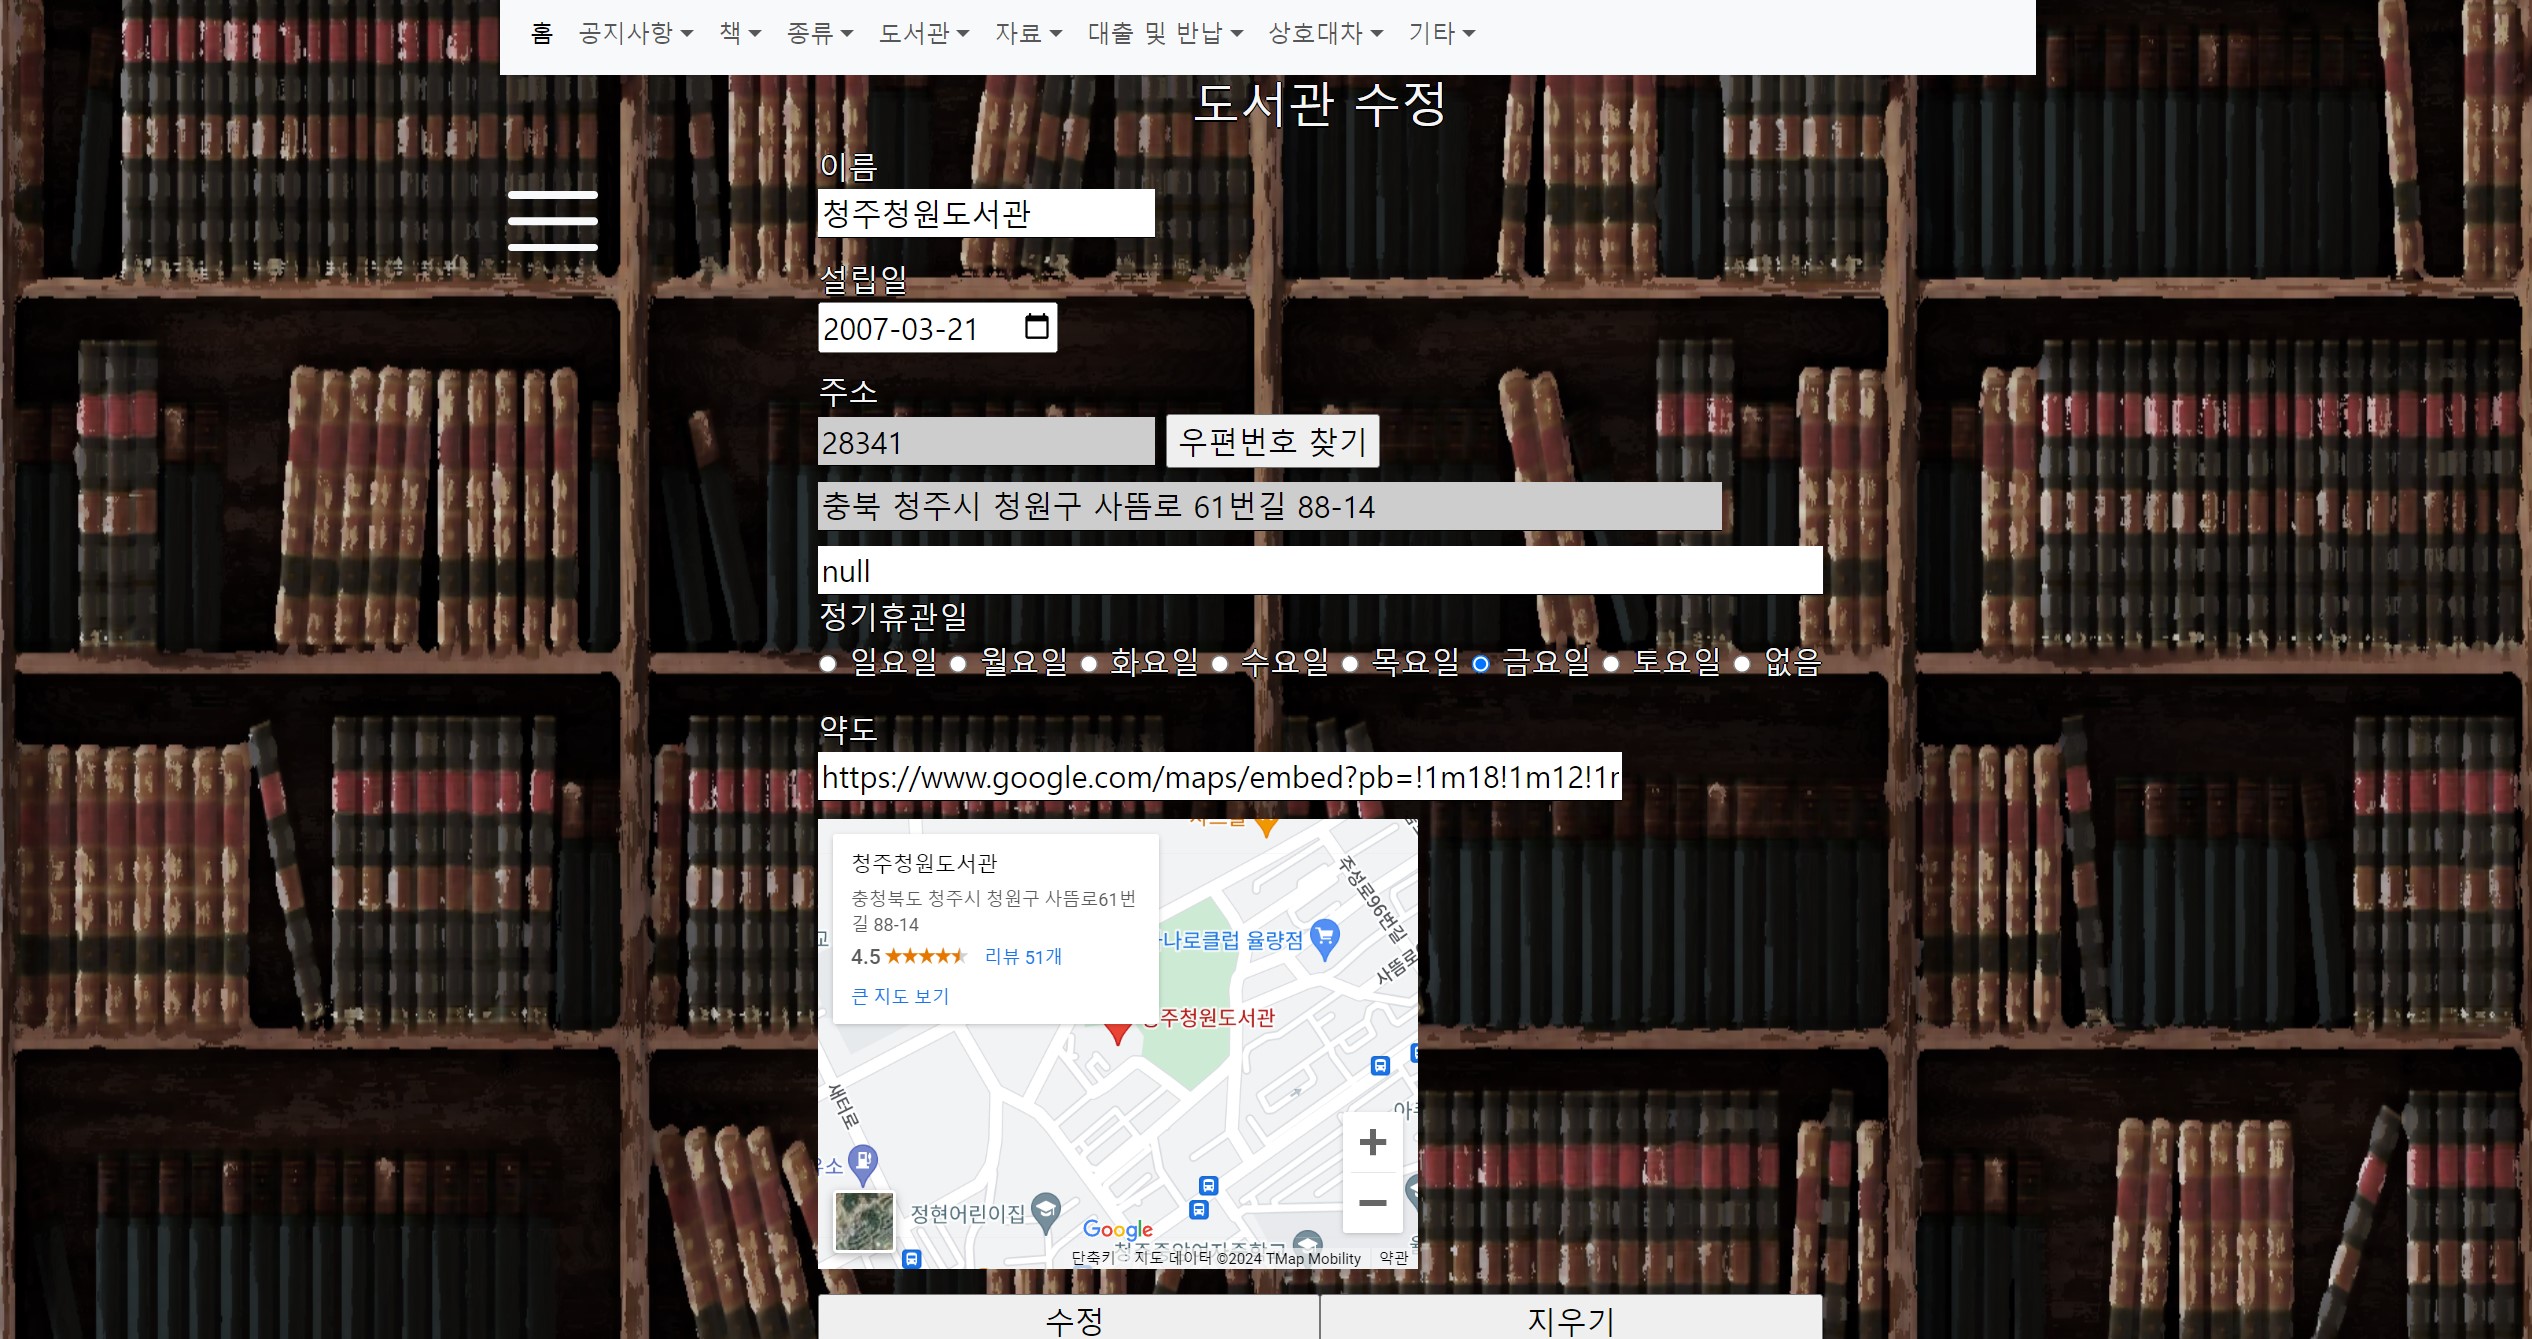 홈 공지사항 책 종류 도서관 자료 대출 및 반납 상호대차 기타
도서관 수정
이름
청주청원도서관
설립일
2007-03-21
주소
28341 우편번호 찾기
충북 청주시 청원구 사뜸로 61번길 88-14
null
정기휴관일
일요일 월요일 화요일 수요일 목요일 금요일 토요일 없음
약도
https://www.google.com/maps/embed?pb=!1m18!1m12!1
청주청원도서관
충청북도 청주시 청원구 사뜸로61번
길 88-14
4.5 리뷰 51개
큰 지도 보기
주성로96번길
사뜸로
나로클럽 율량점
주청원도서관
새터로
정현어린이집
Google
단축키 지도 데이터 ©2024 TMap Mobility 약관
수정 지우기